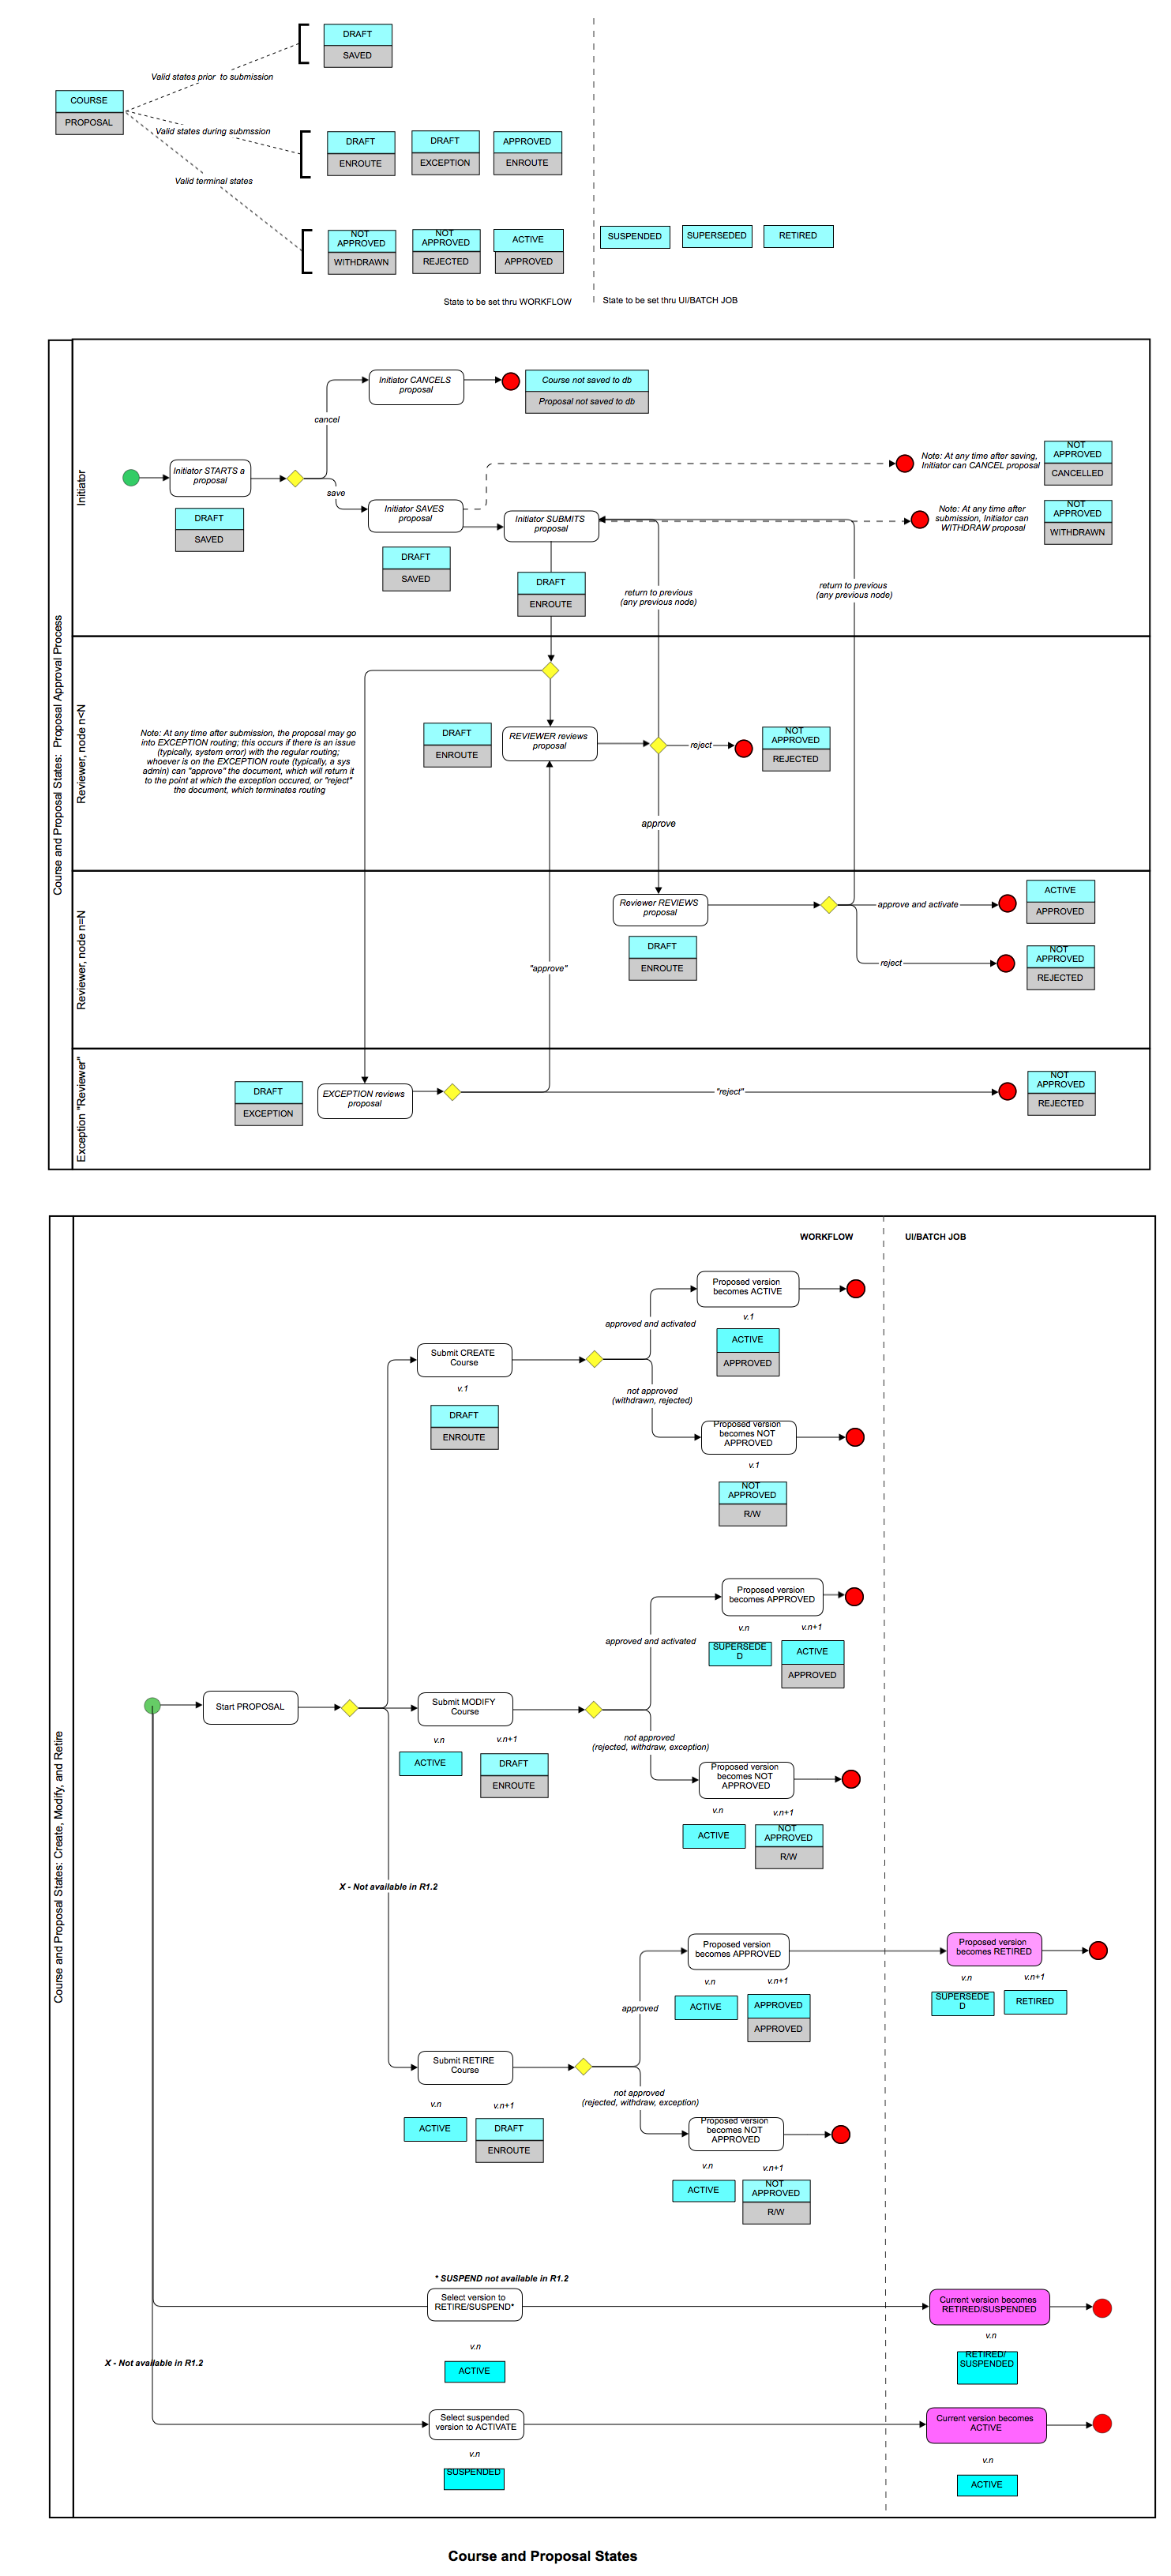 DRAFT
SAVED
Valid states prior  to submission
COURSE
PROPOSAL
Valid states during submssion
DRAFT
ENROUTE
DRAFT
EXCEPTION
APPROVED
ENROUTE
Valid terminal states
NOT
APPROVED
WITHDRAWN
NOT
APPROVED
REJECTED
ACTIVE
APPROVED
SUSPENDED
SUPERSEDED
RETIRED
State to be set thru WORKFLOW
State to be set thru UI/BATCH JOB
Course and Proposal States:  Proposal Approval Process
Initiator
Initiator CANCELS
proposal
Course not saved to db
Proposal not saved to db
cancel
Initiator STARTS a
proposal
DRAFT
SAVED
save
Initiator SAVES
proposal
DRAFT
SAVED
Initiator SUBMITS
proposal
DRAFT
ENROUTE
Note: At any time after saving,
Initiator can CANCEL proposal
NOT
APPROVED
CANCELLED
Note: At any time after
submission, Initiator can
WITHDRAW proposal
NOT
APPROVED
WITHDRAWN
return to previous
(any previous node)
return to previous
(any previous node)
Reviewer, node n<N
Note: At any time after submission, the proposal may go
into EXCEPTION routing; this occurs if there is an issue
(typically, system error) with the regular routing;
whoever is on the EXCEPTION route (typically, a sys
admin) can "approve" the document, which will return it
to the point at which the exception occured, or "reject"
the document, which terminates routing
DRAFT
ENROUTE
REVIEWER reviews
proposal
reject
NOT
APPROVED
REJECTED
approve
Reviewer, node n=N
Reviewer REVIEWS
proposal
DRAFT
ENROUTE
approve and activate
ACTIVE
APPROVED
reject
NOT
APPROVED
REJECTED
"approve"
Exception "Reviewer"
DRAFT
EXCEPTION
EXCEPTION reviews
proposal
"reject"
NOT
APPROVED
REJECTED
Course and Proposal States: Create, Modify, and Retire
WORKFLOW
UI/BATCH JOB
Proposed version
becomes ACTIVE
v.1
ACTIVE
APPROVED
approved and activated
Submit CREATE
Course
v.1
DRAFT
ENROUTE
not approved
(withdrawn, rejected)
Proposed version
becomes NOT
APPROVED
v.1
NOT
APPROVED
R/W
Proposed version
becomes APPROVED
v.n
v.n+1
SUPERSEDE
D
ACTIVE
APPROVED
approved and activated
Start PROPOSAL
Submit MODIFY
Course
v.n
v.n+1
ACTIVE
DRAFT
ENROUTE
not approved
(rejected, withdraw, exception)
Proposed version
becomes NOT
APPROVED
v.n
v.n+1
ACTIVE
NOT
APPROVED
R/W
X - Not available in R1.2
Proposed version
becomes APPROVED
v.n
v.n+1
ACTIVE
APPROVED
APPROVED
Proposed version
becomes RETIRED
v.n
v.n+1
SUPERSEDE
D
RETIRED
approved
Submit RETIRE
Course
v.n
v.n+1
ACTIVE
DRAFT
ENROUTE
not approved
(rejected, withdraw, exception)
Proposed version
becomes NOT
APPROVED
v.n
v.n+1
ACTIVE
NOT
APPROVED
R/W
* SUSPEND not available in R1.2
Select version to
RETIRE/SUSPEND*
v.n
ACTIVE
Current version becomes
RETIRED/SUSPENDED
v.n
RETIRED/
SUSPENDED
X - Not available in R1.2
Select suspended
version to ACTIVATE
v.n
SUSPENDED
Current version becomes
ACTIVE
v.n
ACTIVE
Course and Proposal States